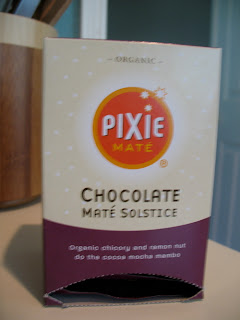 ~ ORGANIC ~
PIXIE
MATÉ
®
CHOCOLATE
MATÉ SOLSTICE
Organic chicory and ramon nut
do the cocoa mocha mambo